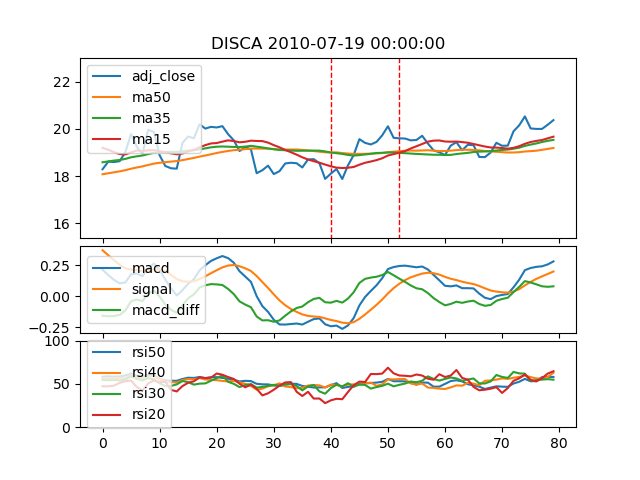 DISCA 2010-07-19 00:00:00
22
20
18
16
adj_close
ma50
ma35
ma15
0.25
0.00
−0.25
macd
signal
macd_diff
100
50
0
rsi50
rsi40
rsi30
rsi20
0 10 20 30 40 50 60 70 80